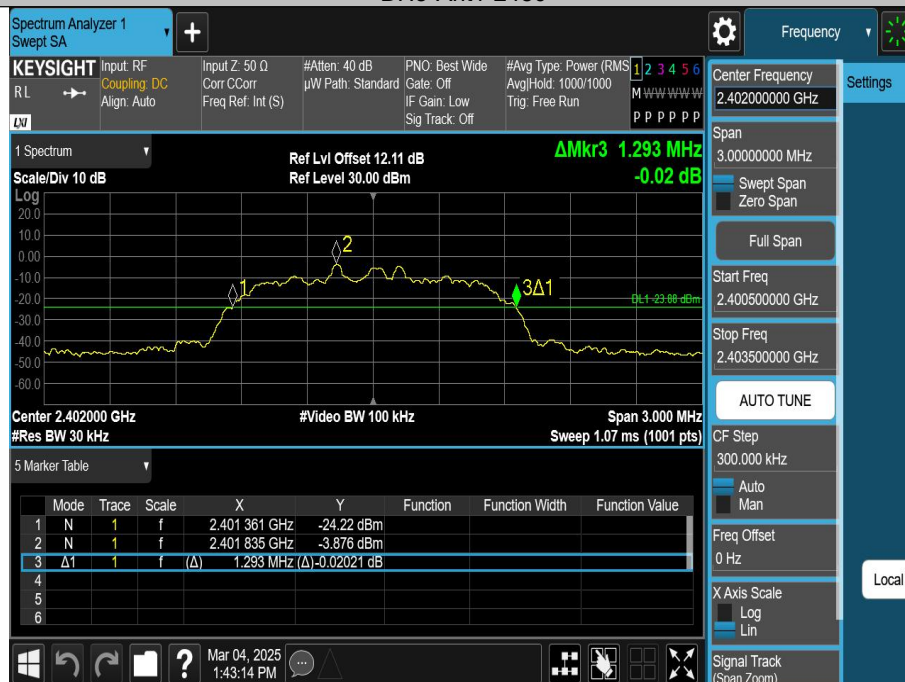 Spectrum Analyzer 1
Swept SA
Frequency
KEYSIGHT
RL
LXI
Input: RF
Coupling: DC
Align: Auto
Input Z: 50 Ω
Corr CCorr
Freq Ref: Int (S)
#Atten: 40 dB
µW Path: Standard
PNO: Best Wide
Gate: Off
IF Gain: Low
Sig Track: Off
#Avg Type: Power (RMS
Avg|Hold: 1000/1000
Trig: Free Run
1 2 3 4 5 6
M W W W W W
P P P P P P
1 Spectrum
Scale/Div 10 dB
Ref Lvl Offset 12.11 dB
Ref Level 30.00 dBm
ΔMkr3 1.293 MHz
-0.02 dB
Log
20.0
10.0
0.00
-10.0
-20.0
-30.0
-40.0
-50.0
-60.0
1
2
3Δ1
DL1 -23.88 dBm
Center 2.402000 GHz
#Video BW 100 kHz
Span 3.000 MHz
#Res BW 30 kHz
Sweep 1.07 ms (1001 pts)
5 Marker Table
Mode Trace Scale X Y Function Function Width Function Value
1 N 1 f 2.401 361 GHz -24.22 dBm
2 N 1 f 2.401 835 GHz -3.876 dBm
3 Δ1 1 f (Δ) 1.293 MHz (Δ) -0.02021 dB
4
5
6
Mar 04, 2025
1:43:14 PM
Center Frequency
2.402000000 GHz
Settings
Span
3.00000000 MHz
Swept Span
Zero Span
Full Span
Start Freq
2.400500000 GHz
Stop Freq
2.403500000 GHz
AUTO TUNE
CF Step
300.000 kHz
Auto
Man
Freq Offset
0 Hz
Local
X Axis Scale
Log
Lin
Signal Track
(Span Zoom)